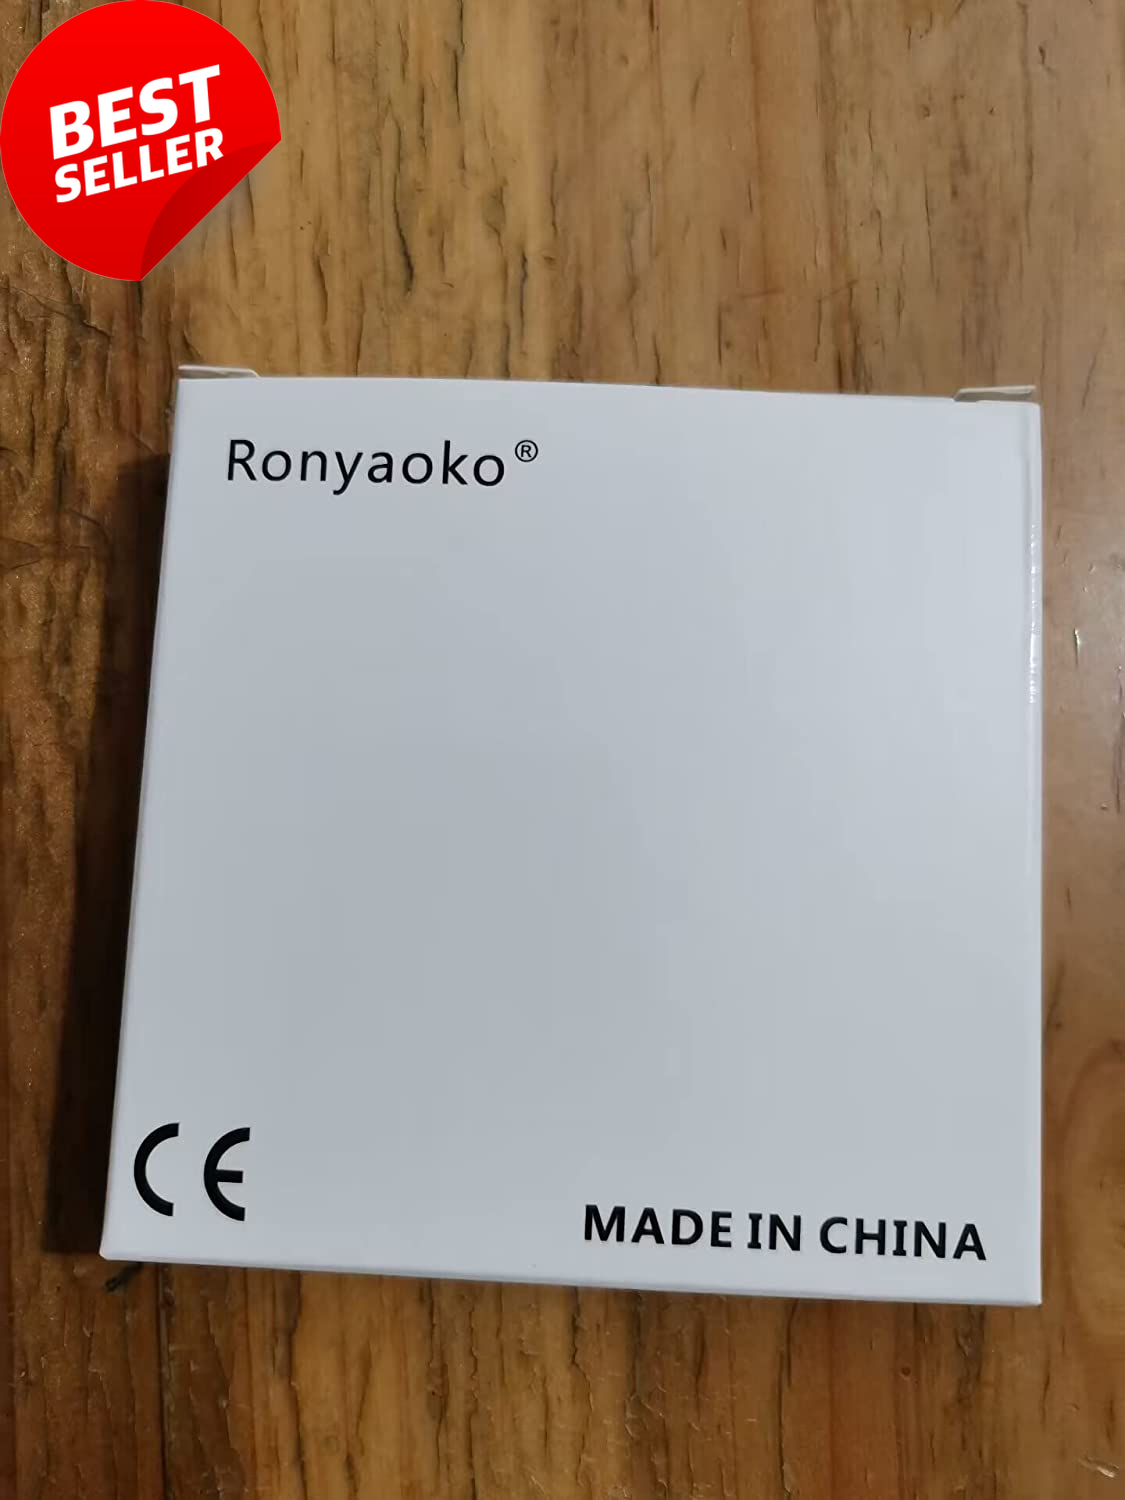 BEST
SELLER
Ronyaoko®
CE
MADE IN CHINA